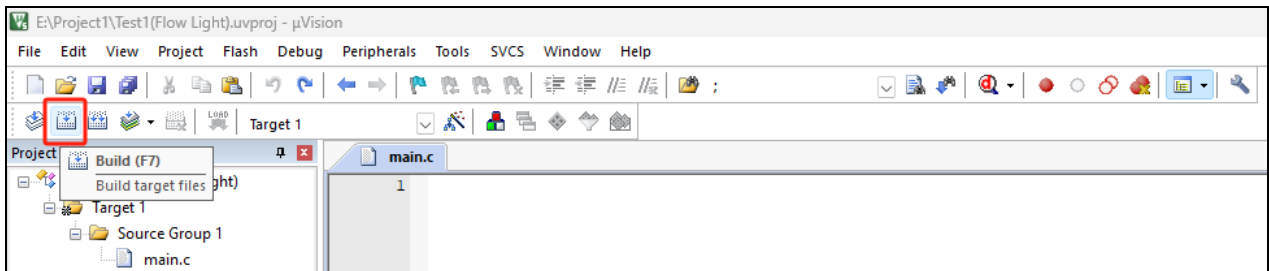 E:\Project1\Test1(Flow Light).uvproj - µVision
File Edit View Project Flash Debug Peripherals Tools SVCS Window Help
LOAD Target 1
Project
main.c
Build (F7)
1
Build target files ght)
Target 1
Source Group 1
main.c